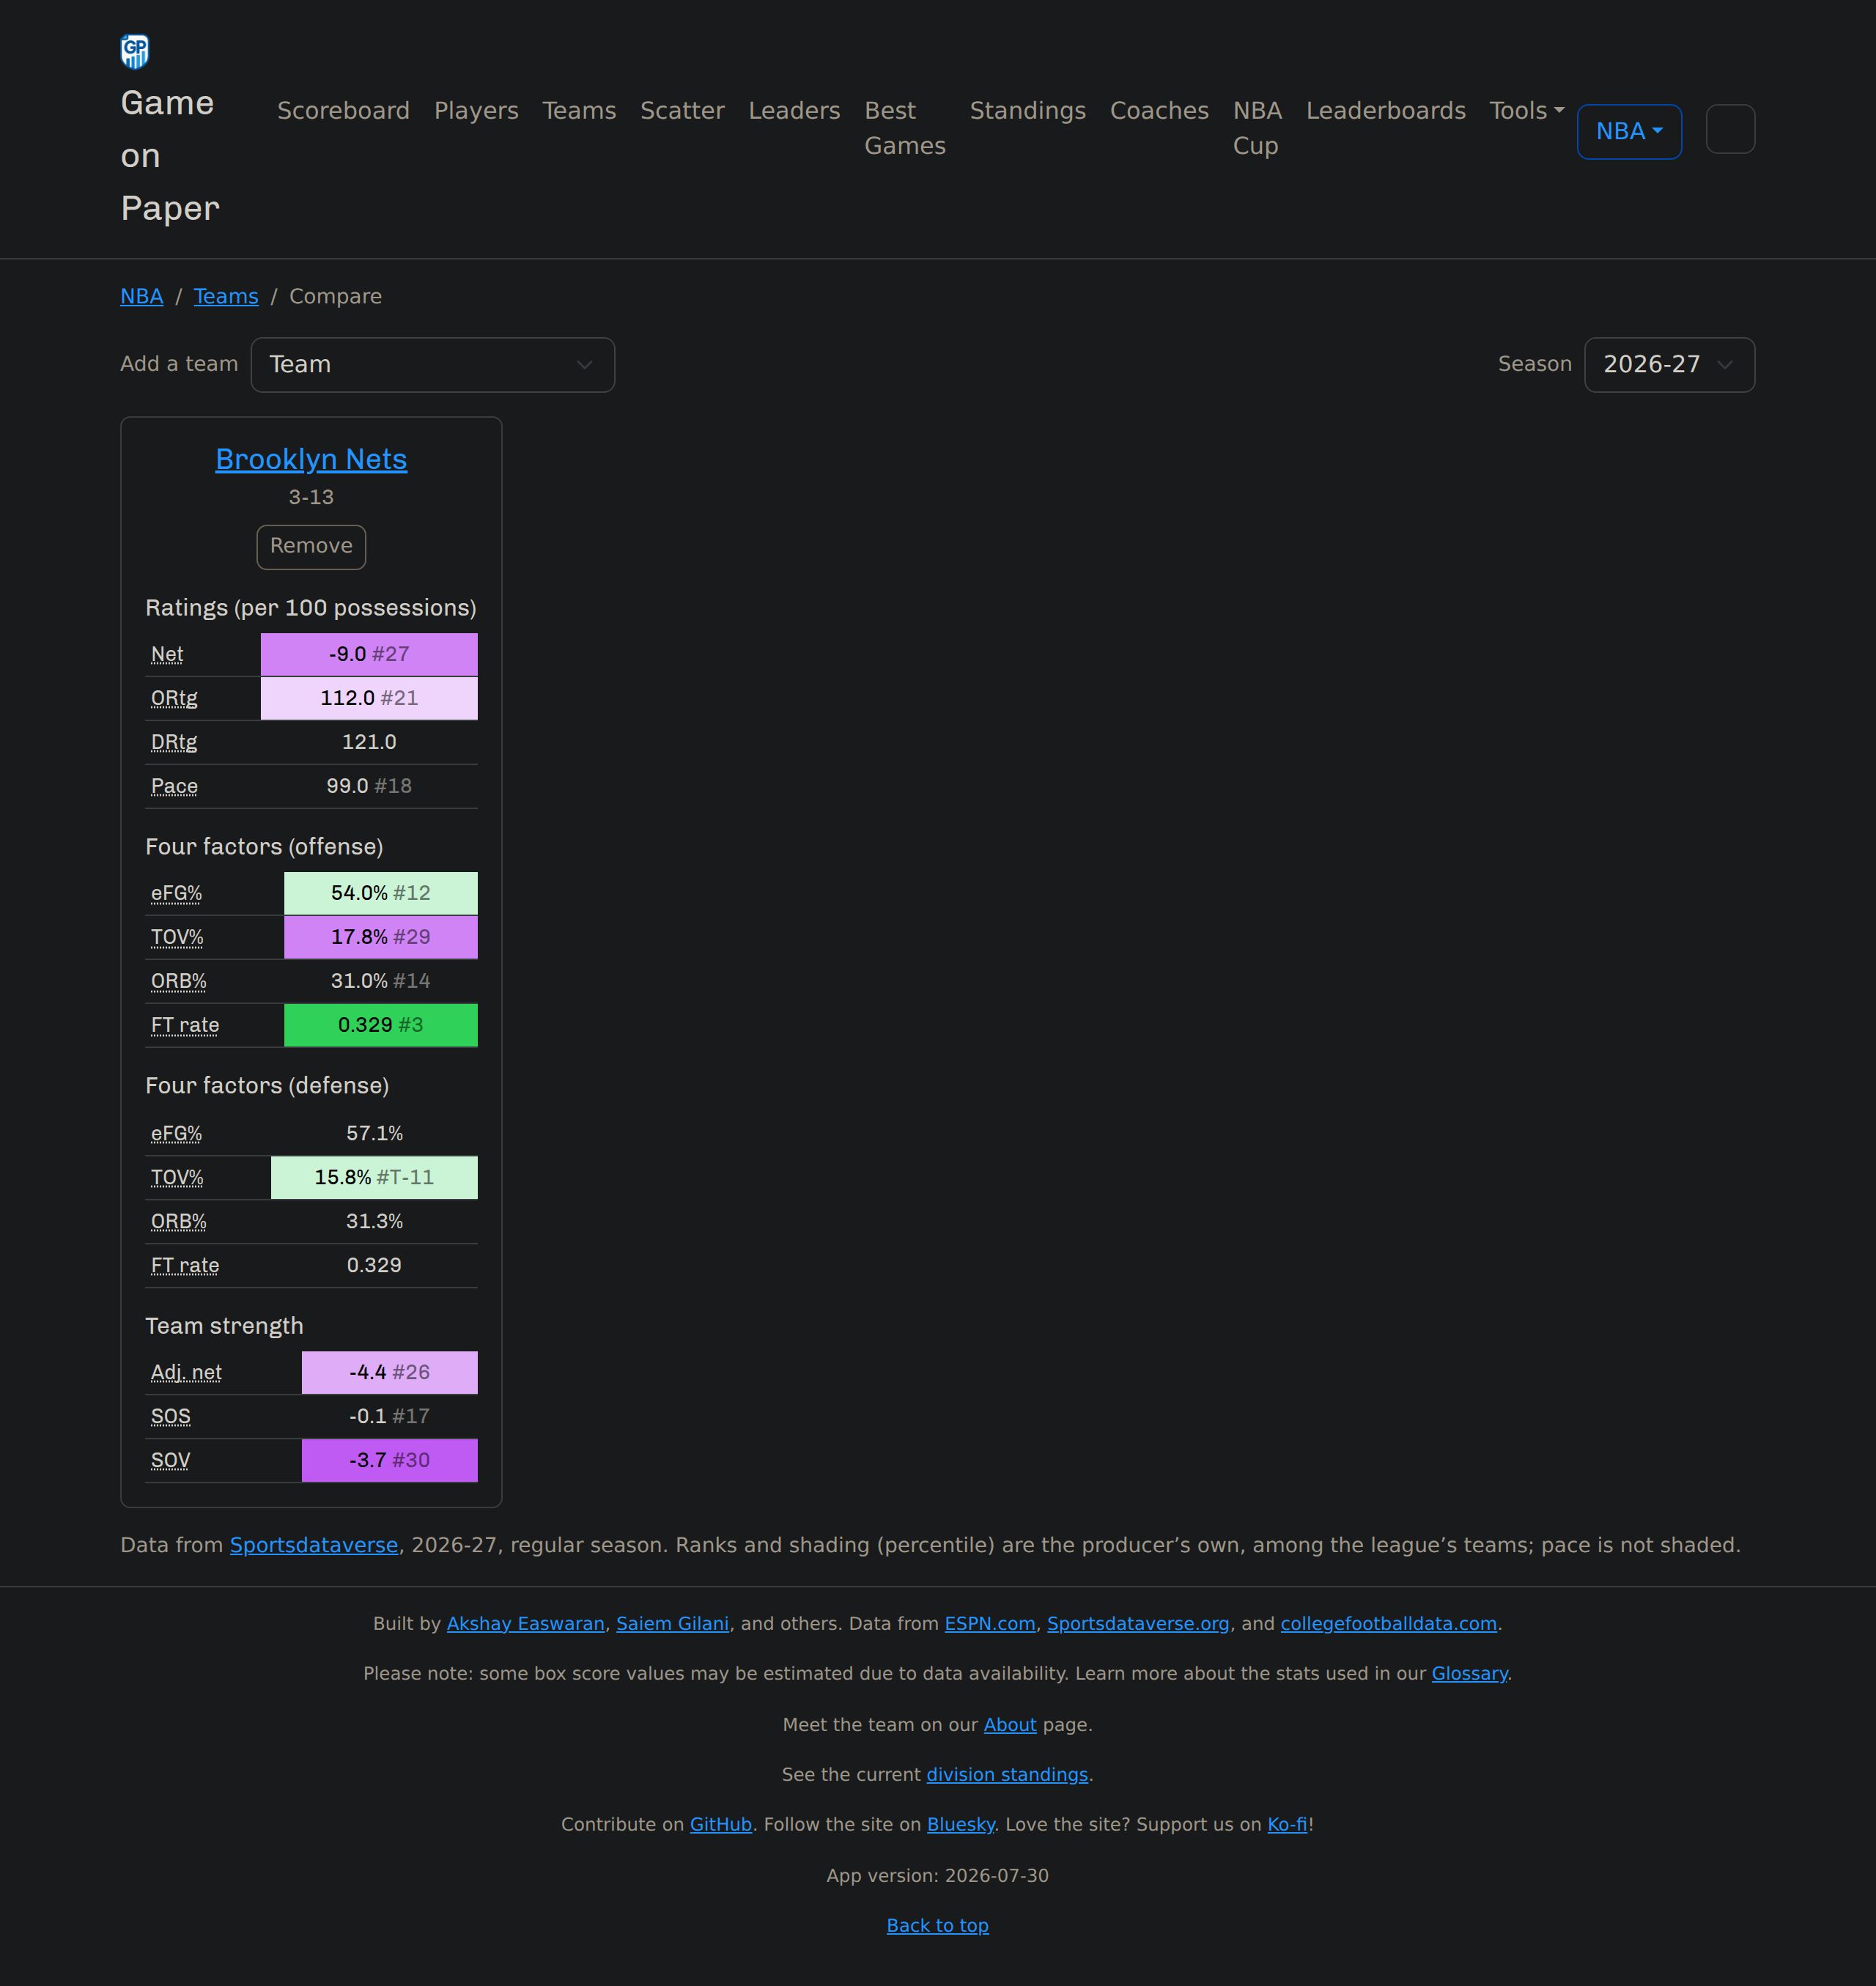 GP
Game
on
Paper
Scoreboard Players Teams Scatter Leaders Best Games Standings Coaches NBA Cup Leaderboards Tools NBA
NBA / Teams / Compare
Add a team Team Season 2026-27
Brooklyn Nets
3-13
Remove
Ratings (per 100 possessions)
Net -9.0 #27
ORtg 112.0 #21
DRtg 121.0
Pace 99.0 #18
Four factors (offense)
eFG% 54.0% #12
TOV% 17.8% #29
ORB% 31.0% #14
FT rate 0.329 #3
Four factors (defense)
eFG% 57.1%
TOV% 15.8% #T-11
ORB% 31.3%
FT rate 0.329
Team strength
Adj. net -4.4 #26
SOS -0.1 #17
SOV -3.7 #30
Data from Sportsdataverse, 2026-27, regular season. Ranks and shading (percentile) are the producer’s own, among the league’s teams; pace is not shaded.
Built by Akshay Easwaran, Saiem Gilani, and others. Data from ESPN.com, Sportsdataverse.org, and collegefootballdata.com.
Please note: some box score values may be estimated due to data availability. Learn more about the stats used in our Glossary.
Meet the team on our About page.
See the current division standings.
Contribute on GitHub. Follow the site on Bluesky. Love the site? Support us on Ko-fi!
App version: 2026-07-30
Back to top